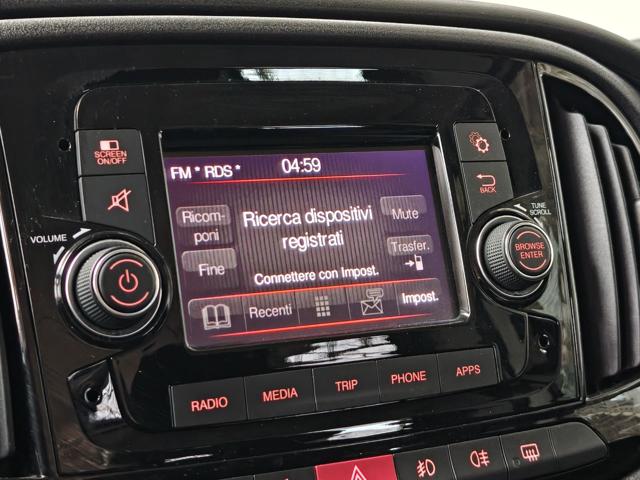 SCREEN
ON/OFF
VOLUME
FM * RDS *
04:59
Ricom-
poni
Ricerca dispositivi
registrati
Mute
Fine
Connettere con Impost.
Trasfer.
Recenti
Impost.
BACK
TUNE
SCROLL
BROWSE
ENTER
RADIO
MEDIA
TRIP
PHONE
APPS